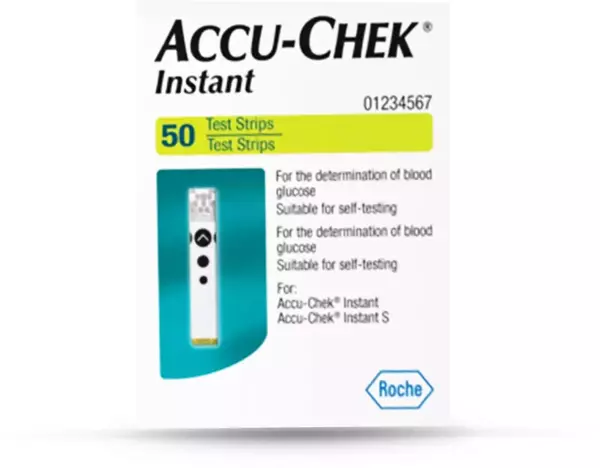 ACCU-CHEK®
Instant
01234567
50 Test Strips
Test Strips
For the determination of blood
glucose
Suitable for self-testing
For the determination of blood
glucose
Suitable for self-testing
For:
Accu-Chek® Instant
Accu-Chek® Instant S
Roche